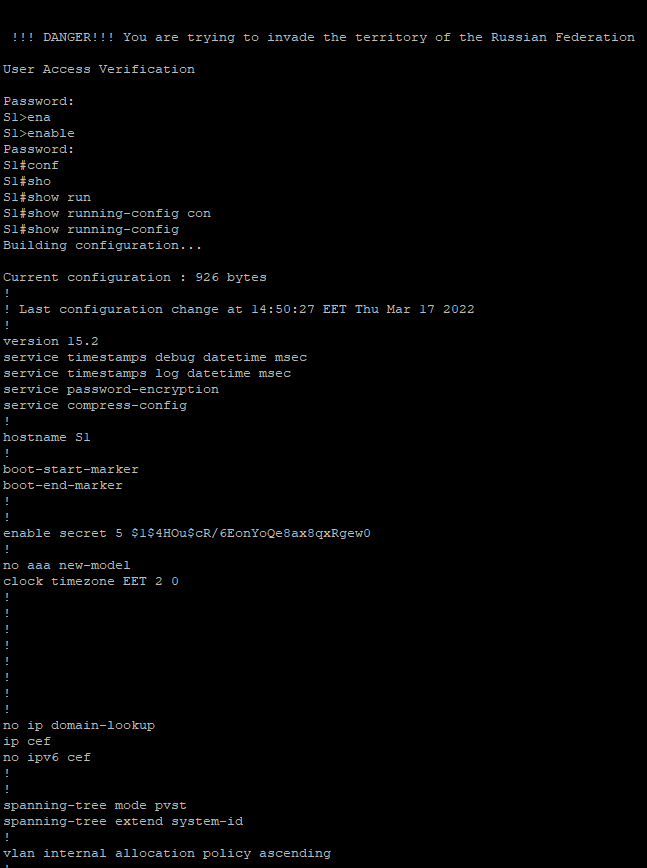 !!! DANGER!!! You are trying to invade the territory of the Russian Federation
User Access Verification
Password:
S1>ena
S1>enable
Password:
S1#conf
S1#sho
S1#show run
S1#show running-config con
S1#show running-config
Building configuration...
Current configuration : 926 bytes
!
! Last configuration change at 14:50:27 EET Thu Mar 17 2022
!
version 15.2
service timestamps debug datetime msec
service timestamps log datetime msec
service password-encryption
service compress-config
!
hostname S1
!
boot-start-marker
boot-end-marker
!
!
enable secret 5 $1$4HOu$cR/6EonYoQe8ax8qxRgew0
!
no aaa new-model
clock timezone EET 2 0
!
!
!
!
!
!
!
!
no ip domain-lookup
ip cef
no ipv6 cef
!
!
spanning-tree mode pvst
spanning-tree extend system-id
!
vlan internal allocation policy ascending
!